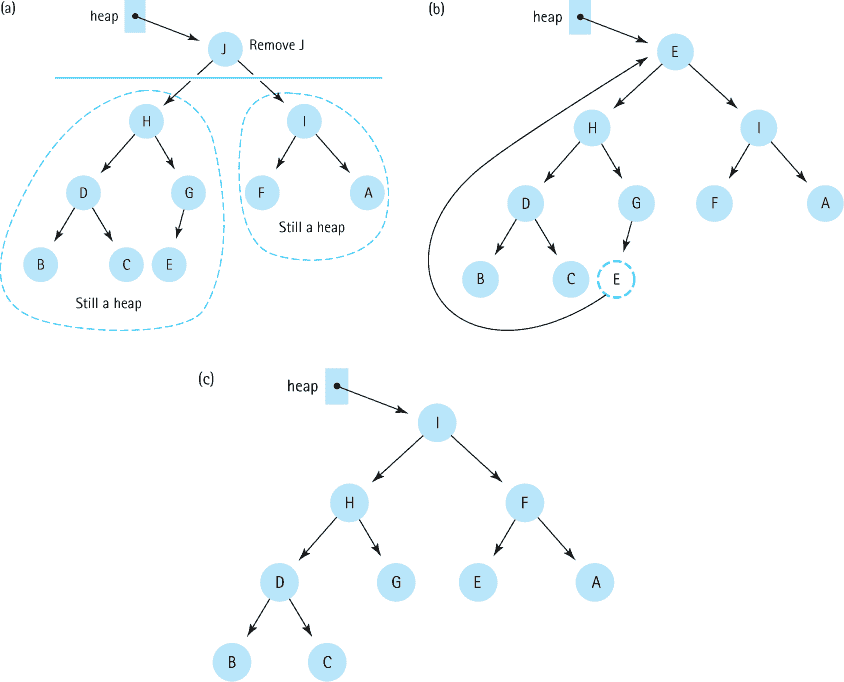 (a)
heap
J Remove J
H I
D G F A
Still a heap
B C E
Still a heap
(b)
heap
E
H I
D G F A
B C E
(c)
heap
I
H F
D G E A
B C